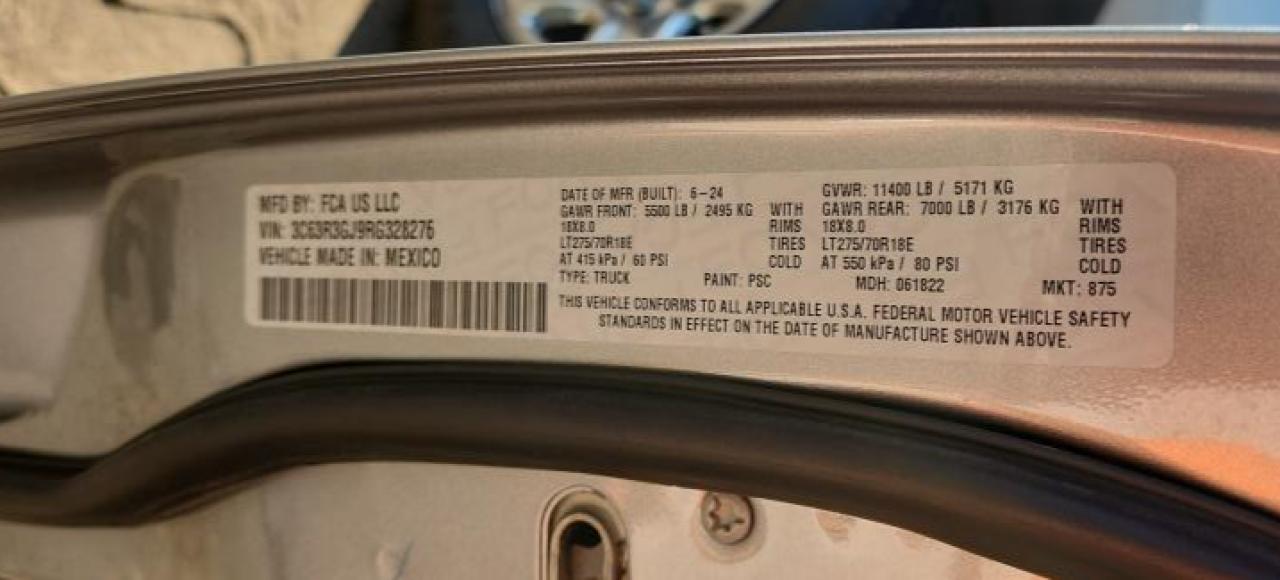 MFD BY: FCA US LLC
VIN: 3C63R3GJ9RG328276
VEHICLE MADE IN: MEXICO
DATE OF MFR (BUILT): 6-24 GVWR: 11400 LB / 5171 KG
GAWR FRONT: 5500 LB / 2495 KG WITH GAWR REAR: 7000 LB / 3176 KG WITH
18X8.0 RIMS 18X8.0 RIMS
LT275/70R18E TIRES LT275/70R18E TIRES
AT 415 kPa / 60 PSI COLD AT 550 kPa / 80 PSI COLD
TYPE: TRUCK PAINT: PSC MDH: 061822 MKT: 875
THIS VEHICLE CONFORMS TO ALL APPLICABLE U.S.A. FEDERAL MOTOR VEHICLE SAFETY
STANDARDS IN EFFECT ON THE DATE OF MANUFACTURE SHOWN ABOVE.